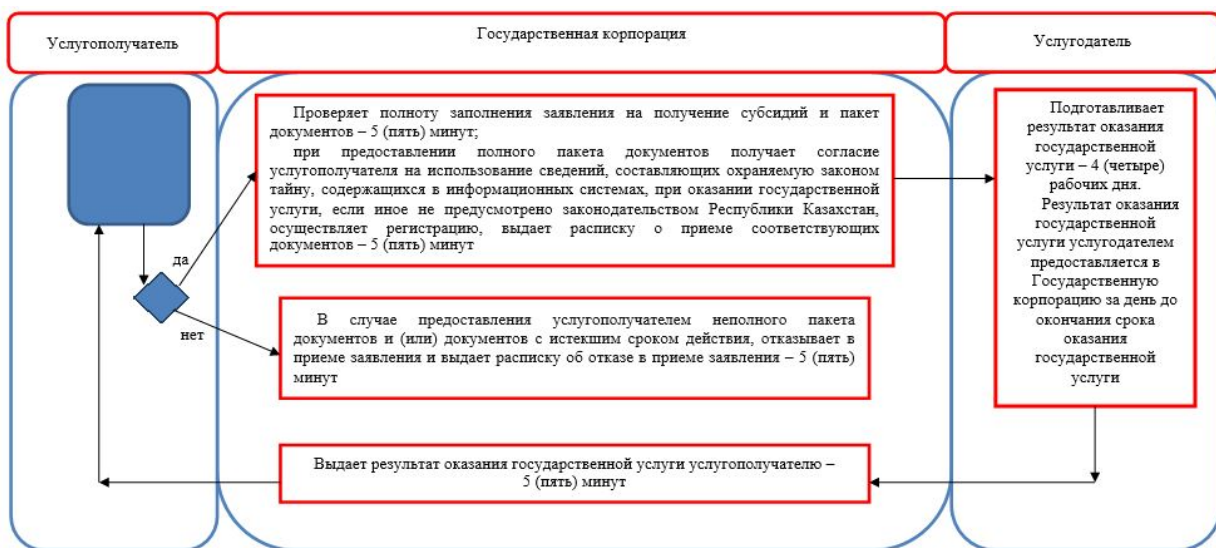 Услугополучатель
Государственная корпорация
Услугодатель
Проверяет полноту заполнения заявления на получение субсидий и пакет
документов – 5 (пять) минут;
при предоставлении полного пакета документов получает согласие
услугополучателя на использование сведений, составляющих охраняемую законом
тайну, содержащихся в информационных системах, при оказании государственной
услуги, если иное не предусмотрено законодательством Республики Казахстан,
осуществляет регистрацию, выдает расписку о приеме соответствующих
документов – 5 (пять) минут
да
нет
В случае предоставления услугополучателем неполного пакета
документов и (или) документов с истекшим сроком действия, отказывает
в приеме заявления и выдает расписку об отказе в приеме заявления – 5 (пять)
минут
Подготавливает
результат оказания
государственной
услуги – 4 (четыре)
рабочих дня.
Результат оказания
государственной
услуги услугодателем
предоставляется в
Государственную
корпорацию за день до
окончания срока
оказания
государственной
услуги
Выдает результат оказания государственной услуги услугополучателю –
5 (пять) минут